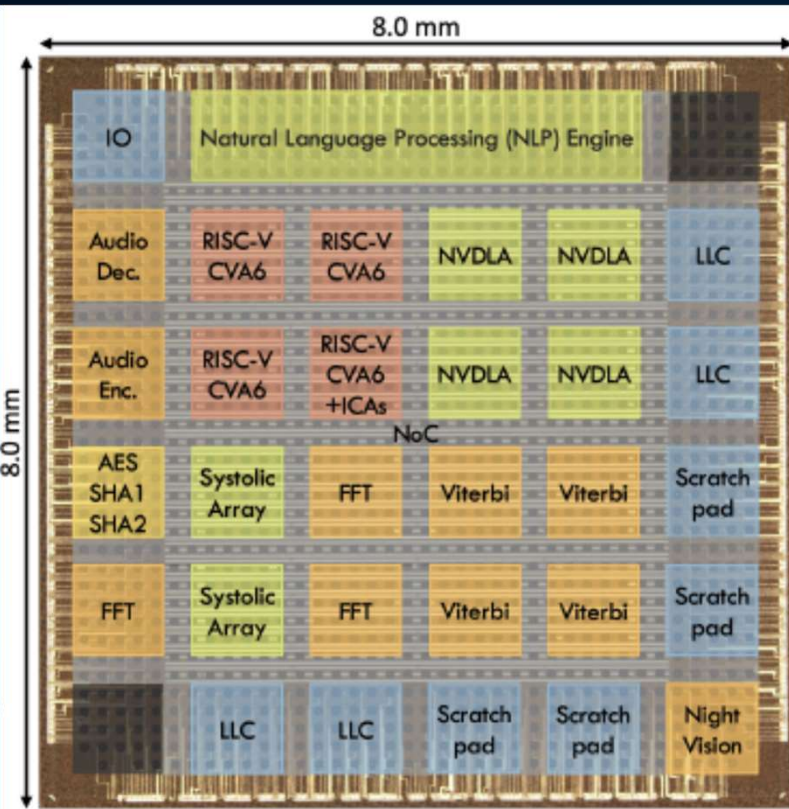 8.0 mm
8.0 mm
IO
Natural Language Processing (NLP) Engine
Audio
Dec.
RISC-V
CVA6
RISC-V
CVA6
NVDLA
NVDLA
LLC
Audio
Enc.
RISC-V
CVA6
RISC-V
CVA6
+ICAs
NVDLA
NVDLA
LLC
NoC
AES
SHA1
SHA2
Systolic
Array
FFT
Viterbi
Viterbi
Scratch
pad
FFT
Systolic
Array
FFT
Viterbi
Viterbi
Scratch
pad
LLC
LLC
Scratch
pad
Scratch
pad
Night
Vision